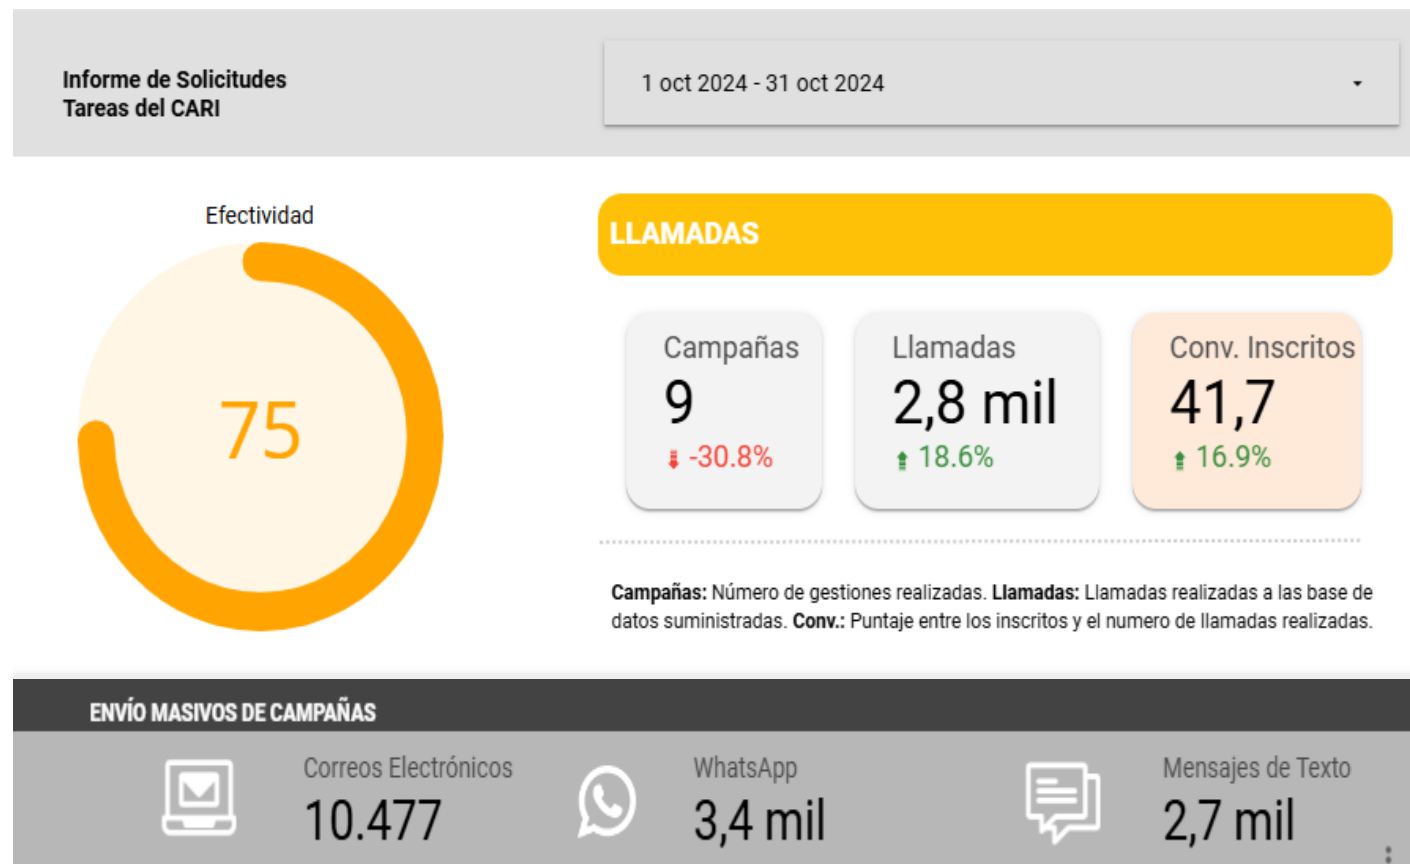 Informe de Solicitudes
Tareas del CARI
1 oct 2024 - 31 oct 2024
Efectividad
75
LLAMADAS
Campañas
9
-30.8%
Llamadas
2,8 mil
18.6%
Conv. Inscritos
41,7
16.9%
Campañas: Número de gestiones realizadas. Llamadas: Llamadas realizadas a las base de
datos suministradas. Conv.: Puntaje entre los inscritos y el numero de llamadas realizadas.
ENVÍO MASIVOS DE CAMPAÑAS
Correos Electrónicos
10.477
WhatsApp
3,4 mil
Mensajes de Texto
2,7 mil